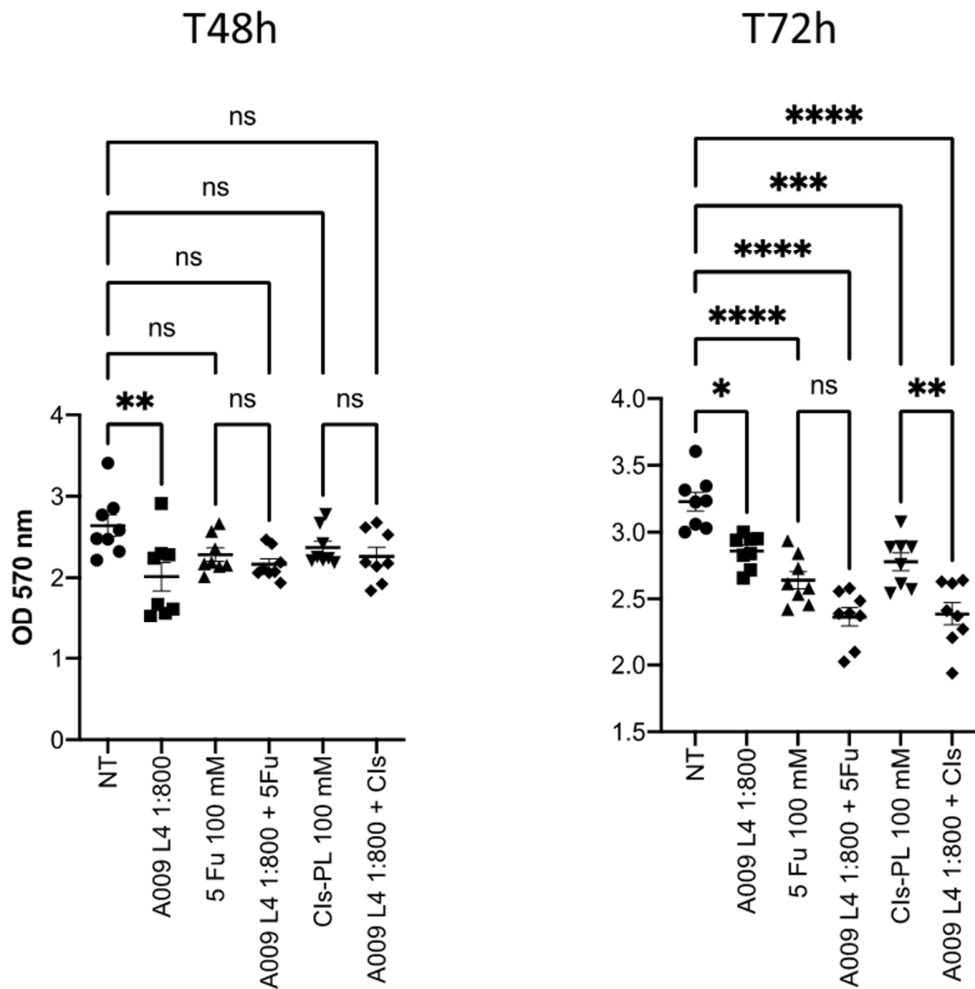 T48h
ns
ns
ns
ns
**
ns
ns
4
3
2
1
0
OD 570 nm
NT
A009 L4 1:800
5 Fu 100 mM
A009 L4 1:800 + 5Fu
CIs-PL 100 mM
A009 L4 1:800 + CIs
T72h
****
***
****
****
*
ns
**
4.0
3.5
3.0
2.5
2.0
1.5
NT
A009 L4 1:800
5 Fu 100 mM
A009 L4 1:800 + 5Fu
CIs-PL 100 mM
A009 L4 1:800 + CIs